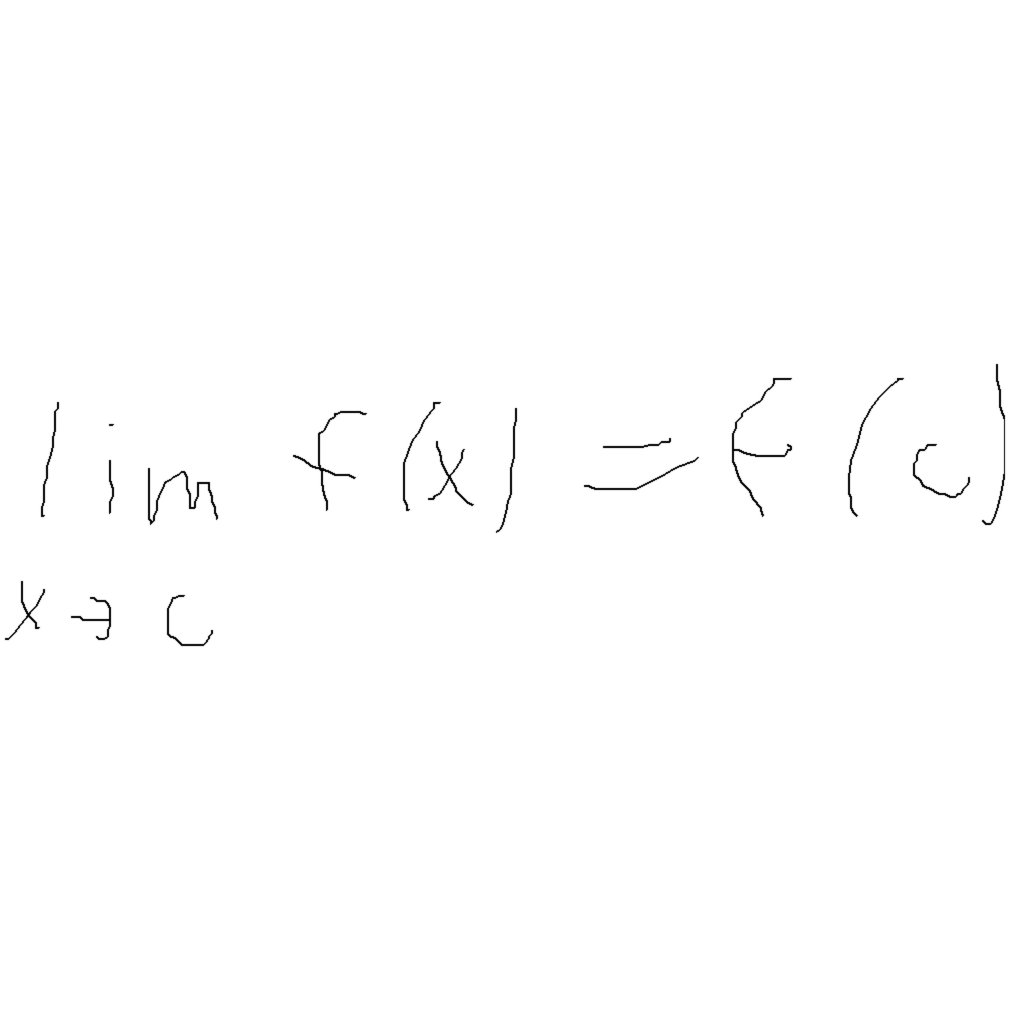 lim f(x) = f(c)
x → c